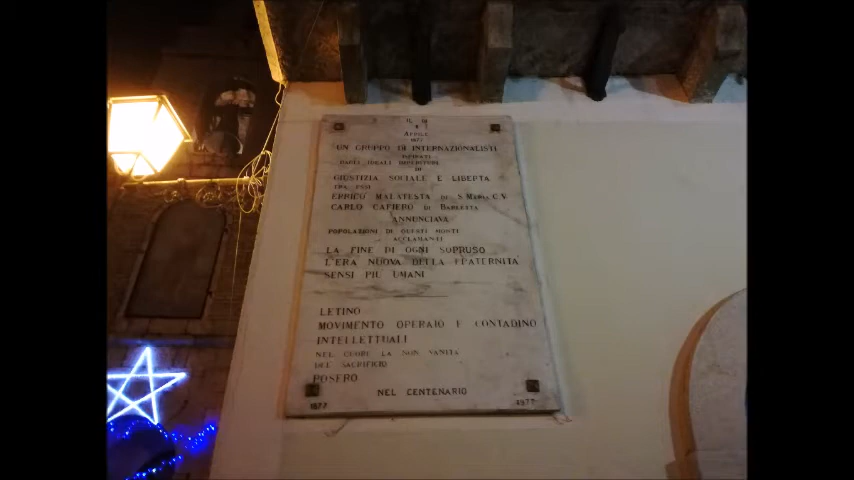 IL 8
APRILE
1877
UN GRUPPO DI INTERNAZIONALISTI
ISPIRATI
DAGLI IDEALI IMPERITURI
DI
GIUSTIZIA SOCIALE E LIBERTA
FRA ESSI
ERRICO MALATESTA DI S. MARIA C.V.
CARLO CAFIERO DI BARLETTA
ANNUNCIAVA
POPOLAZIONI DI QUESTI MONTI
ACCLAMANTI
LA FINE DI OGNI SOPRUSO
L'ERA NUOVA DELLA FRATERNITA
SENSI PIU UMANI
LETINO
MOVIMENTO OPERAIO E CONTADINO
INTELLETTUALI
NEL CUORE LA NON VANITA
DEL SACRIFICIO
POSERO
NEL CENTENARIO
1877 1977